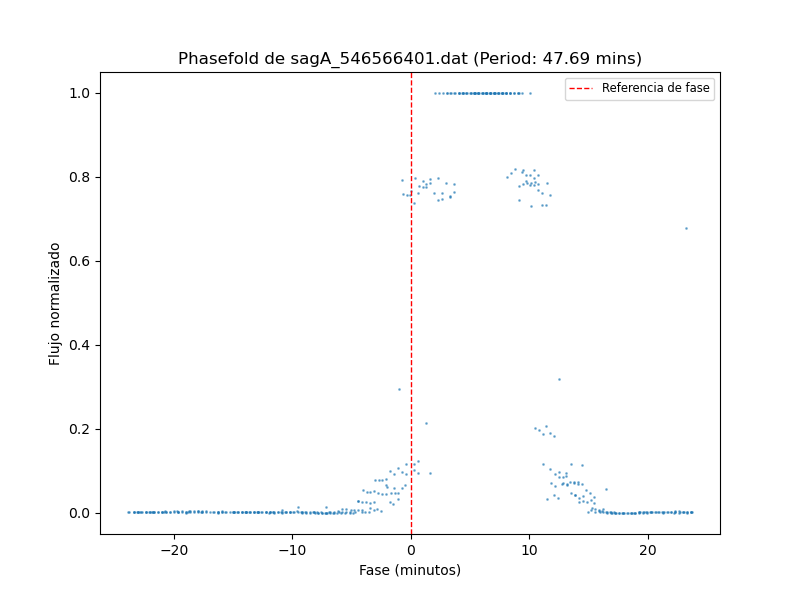 Phasefold de sagA_546566401.dat (Period: 47.69 mins)
Referencia de fase
1.0
0.8
0.6
0.4
0.2
0.0
Flujo normalizado
−20 −10 0 10 20
Fase (minutos)